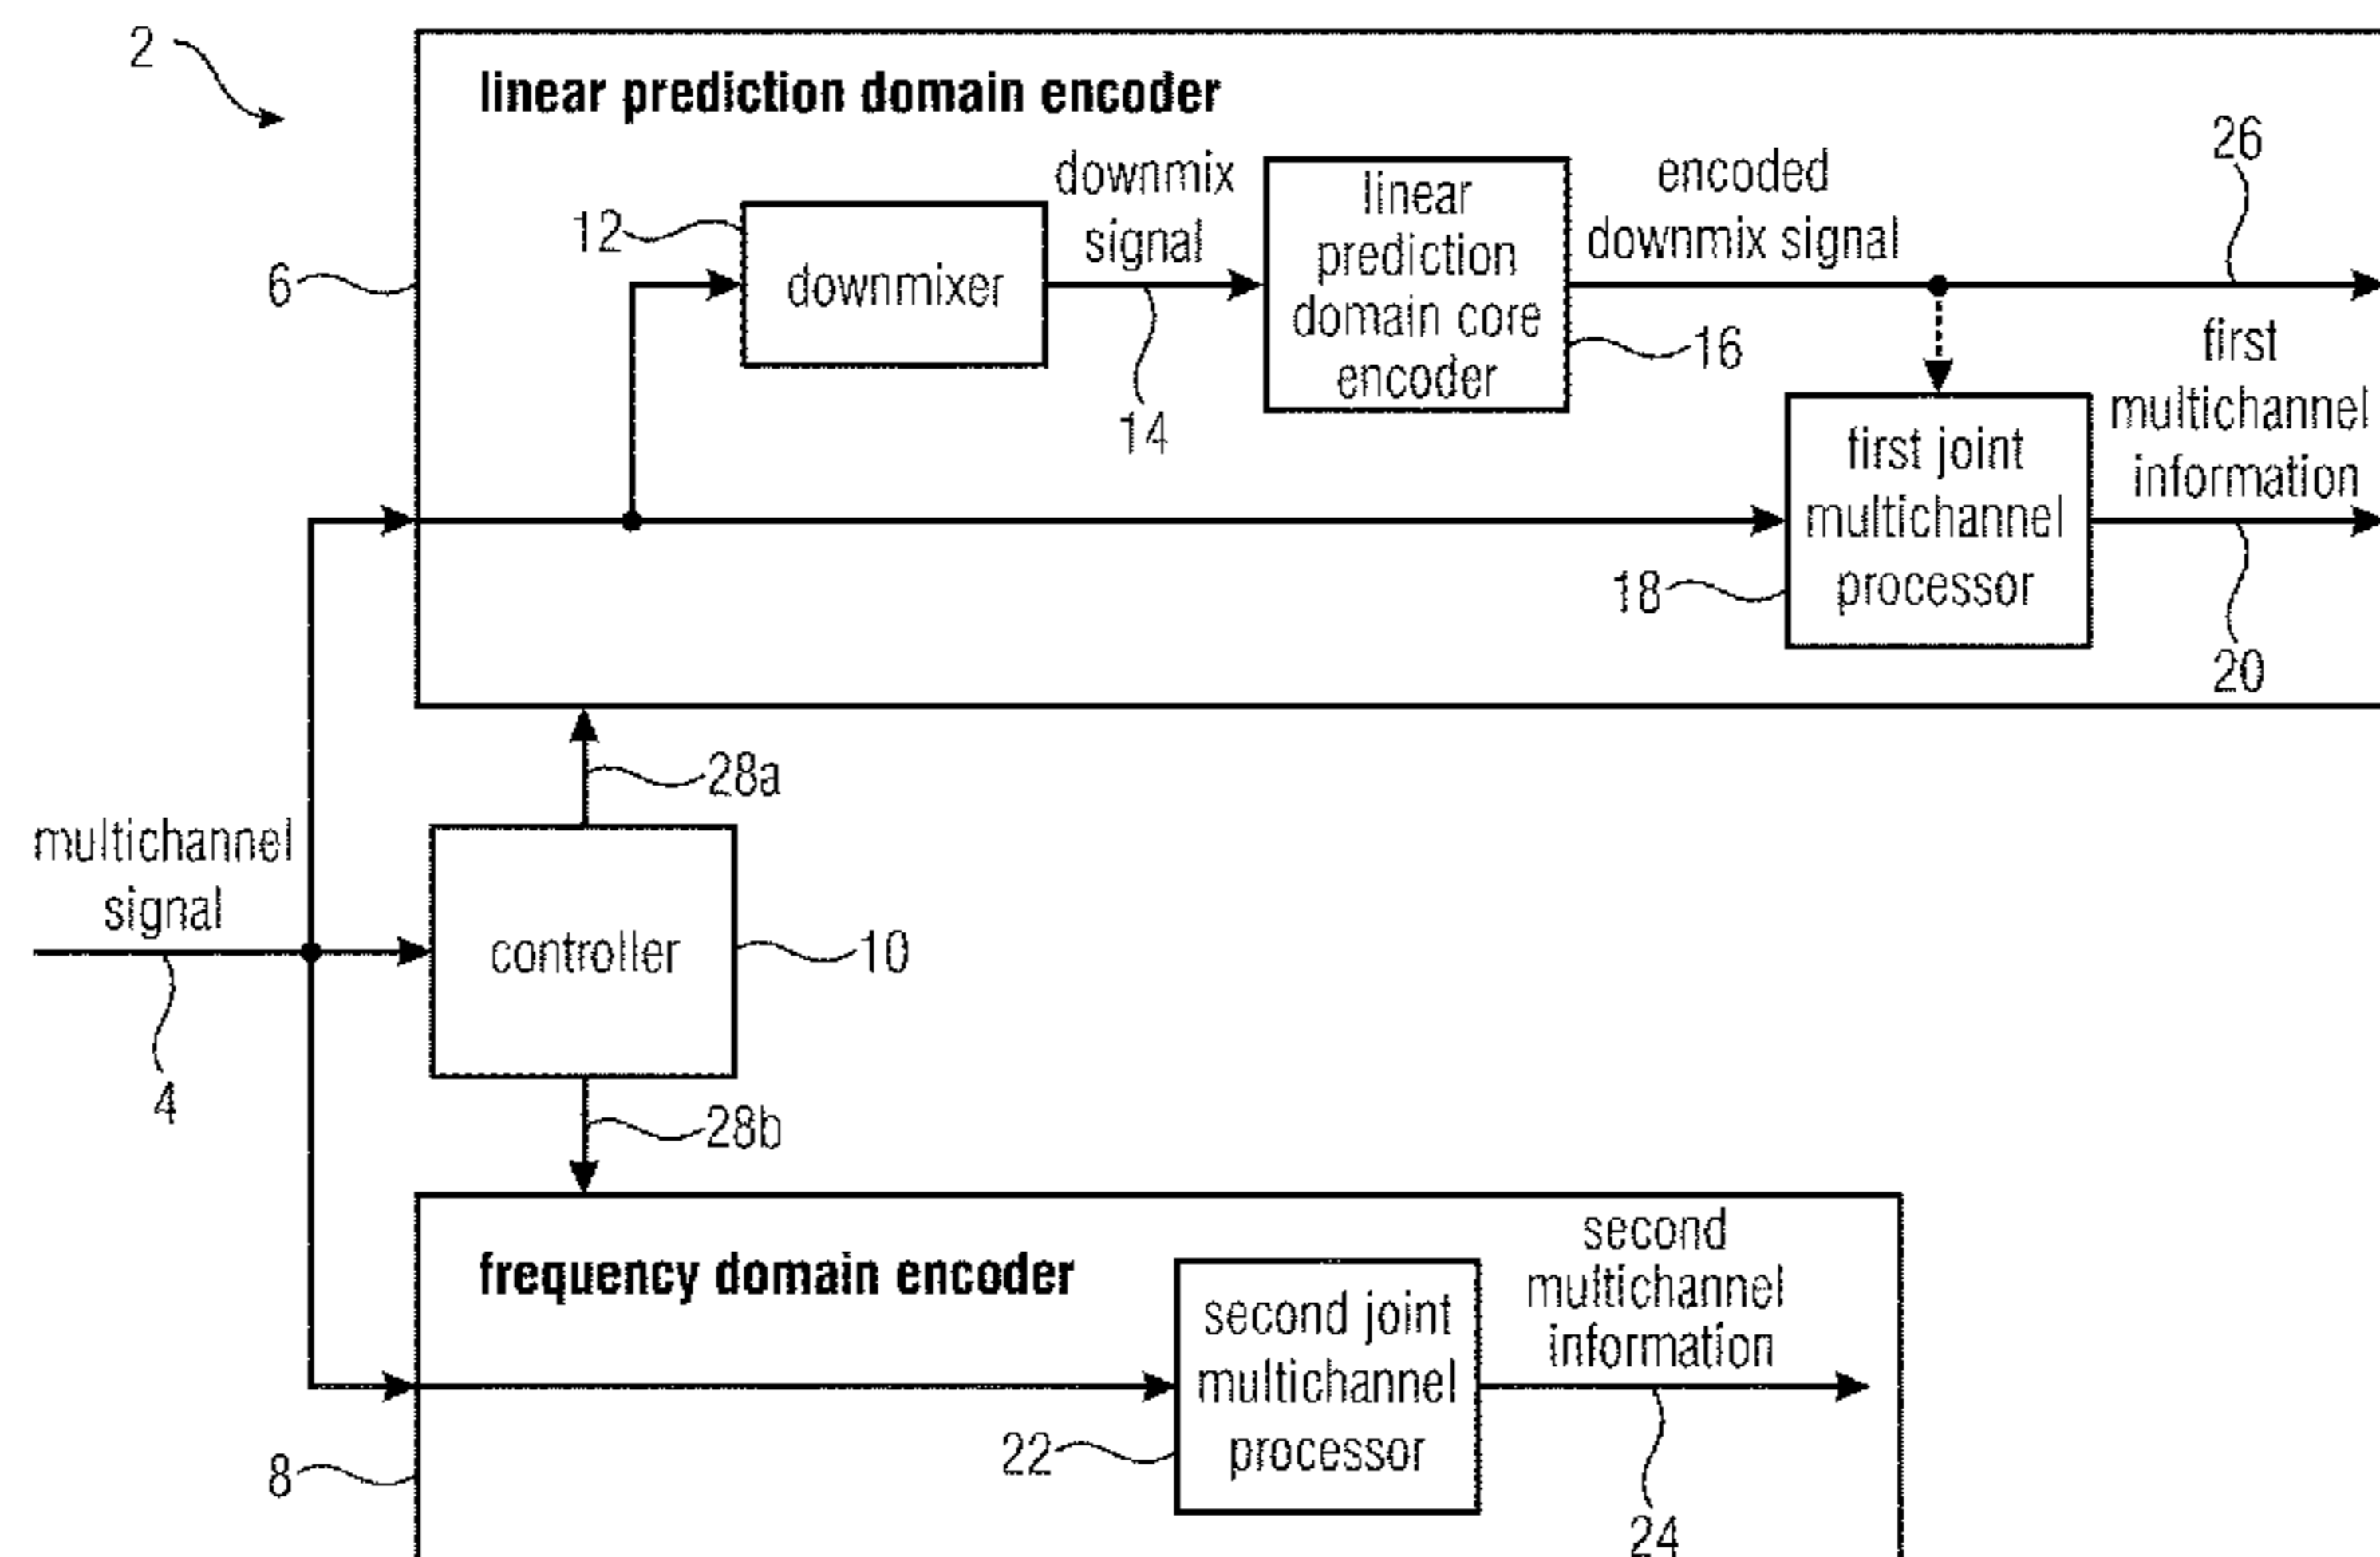 2
linear prediction domain encoder
26
downmix
signal
encoded
downmix signal
linear
prediction
domain core
encoder
12
downmixer
6
16
14
first
multichannel
information
first joint
multichannel
processor
18
20
28a
multichannel
signal
controller
10
4
28b
frequency domain encoder
second
multichannel
information
second joint
multichannel
processor
22
8
24